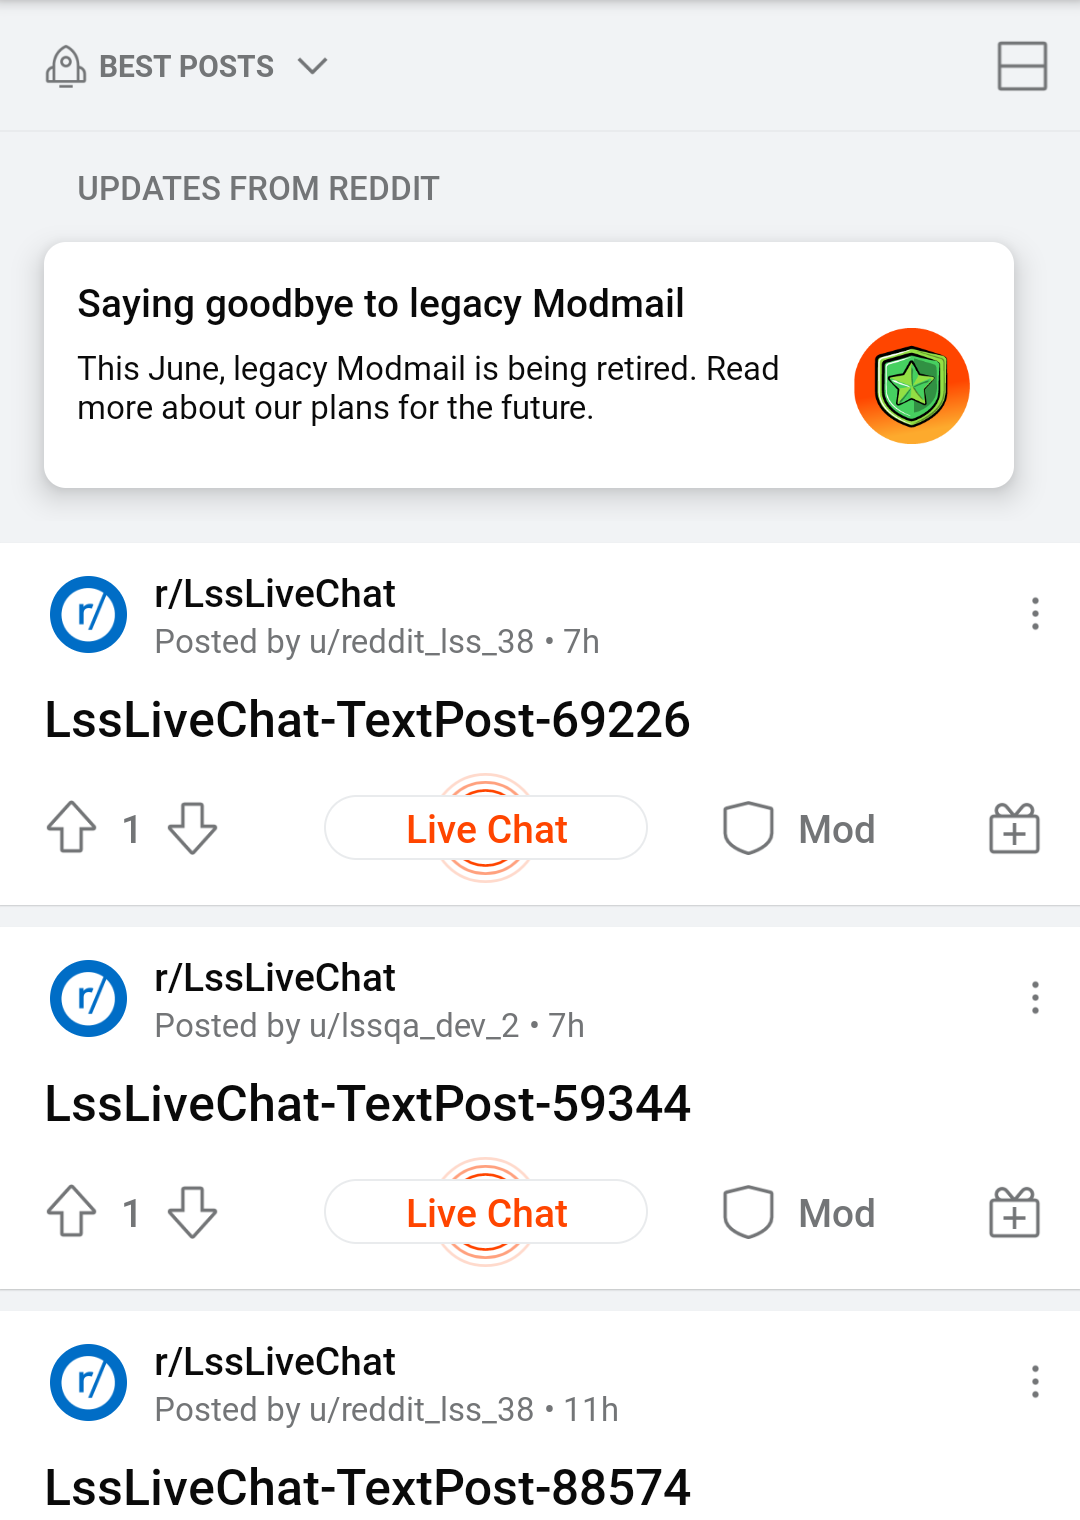 BEST POSTS
UPDATES FROM REDDIT
Saying goodbye to legacy Modmail
This June, legacy Modmail is being retired. Read
more about our plans for the future.
r/
r/LssLiveChat
Posted by u/reddit_lss_38 • 7h
LssLiveChat-TextPost-69226
1 Live Chat Mod
r/
r/LssLiveChat
Posted by u/lssqa_dev_2 • 7h
LssLiveChat-TextPost-59344
1 Live Chat Mod
r/
r/LssLiveChat
Posted by u/reddit_lss_38 • 11h
LssLiveChat-TextPost-88574